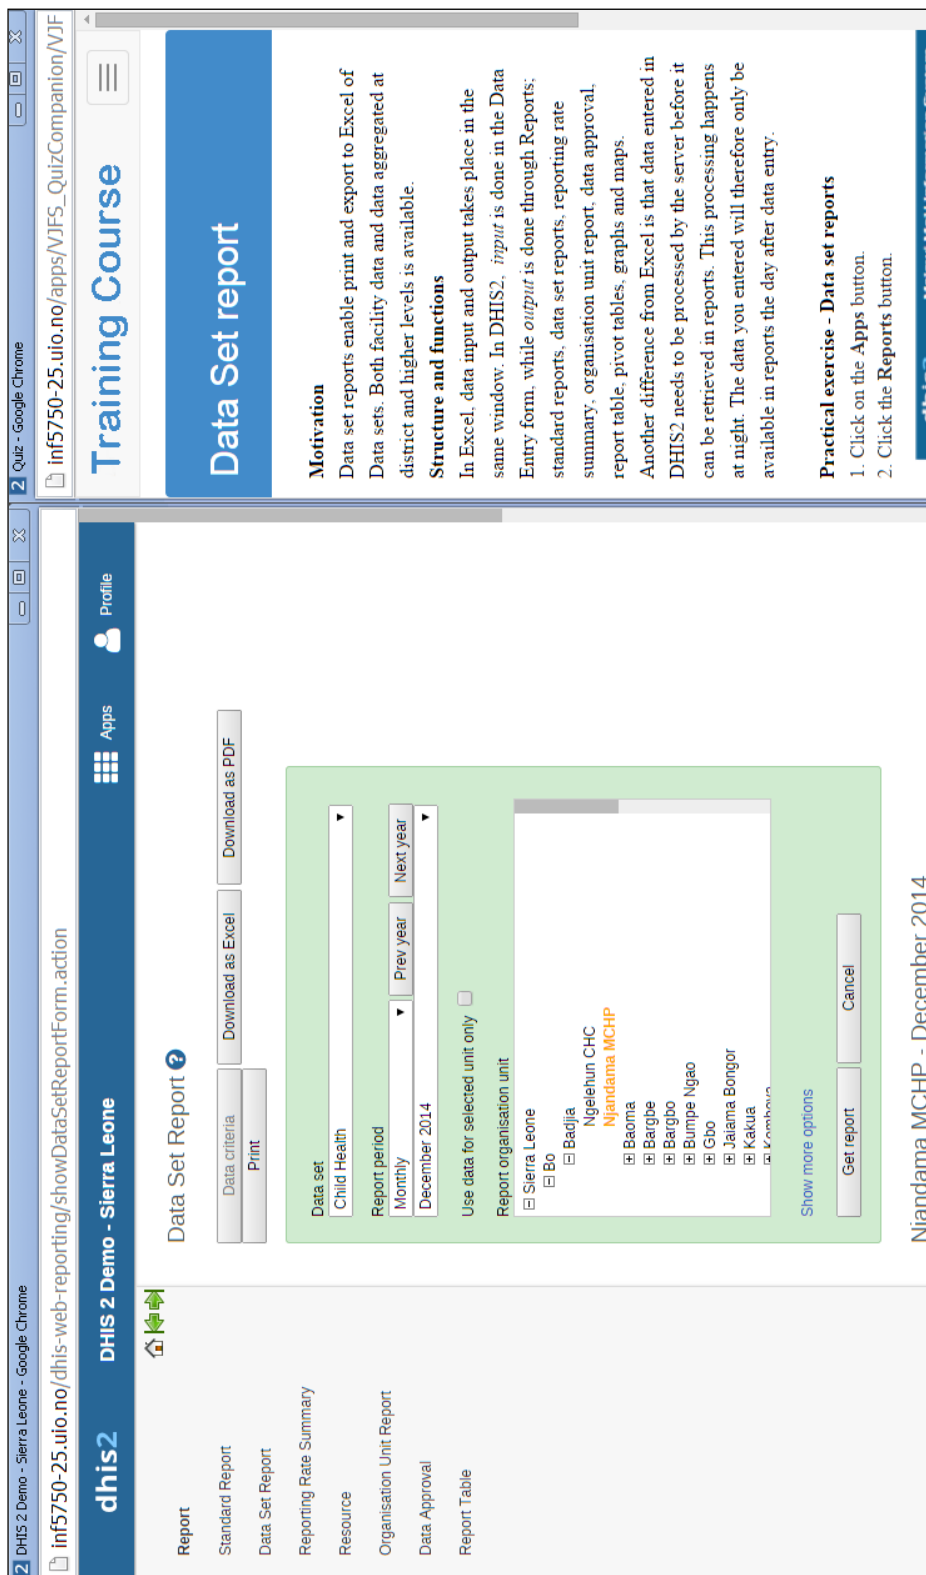 DHIS 2 Demo - Sierra Leone - Google Chrome
inf5750-25.uio.no/dhis-web-reporting/showDataSetReportForm.action
dhis2
DHIS 2 Demo - Sierra Leone
Apps
Profile
Report
Standard Report
Data Set Report
Reporting Rate Summary
Resource
Organisation Unit Report
Data Approval
Report Table
Data Set Report ?
Data criteria
Download as Excel
Download as PDF
Print
Data set
Child Health
Report period
Monthly
Prev year
Next year
December 2014
Use data for selected unit only
Report organisation unit
Sierra Leone
Bo
Badjia
Ngelehun CHC
Njandama MCHP
Baoma
Bargbe
Bargbo
Bumpe Ngao
Gbo
Jaiama Bongor
Kakua
Show more options
Get report
Cancel
Njandama MCHP - December 2014
2 Quiz - Google Chrome
inf5750-25.uio.no/apps/VJFS_QuizCompanion/VJF
Training Course
Data Set report
Motivation
Data set reports enable print and export to Excel of
Data sets. Both facility data and data aggregated at
district and higher levels is available.
Structure and functions
In Excel, data input and output takes place in the
same window. In DHIS2, input is done in the Data
Entry form, while output is done through Reports;
standard reports, data set reports, reporting rate
summary, organisation unit report, data approval,
report table, pivot tables, graphs and maps.
Another difference from Excel is that data entered in
DHIS2 needs to be processed by the server before it
can be retrieved in reports. This processing happens
at night. The data you entered will therefore only be
available in reports the day after data entry.
Practical exercise - Data set reports
1. Click on the Apps button.
2. Click the Reports button.